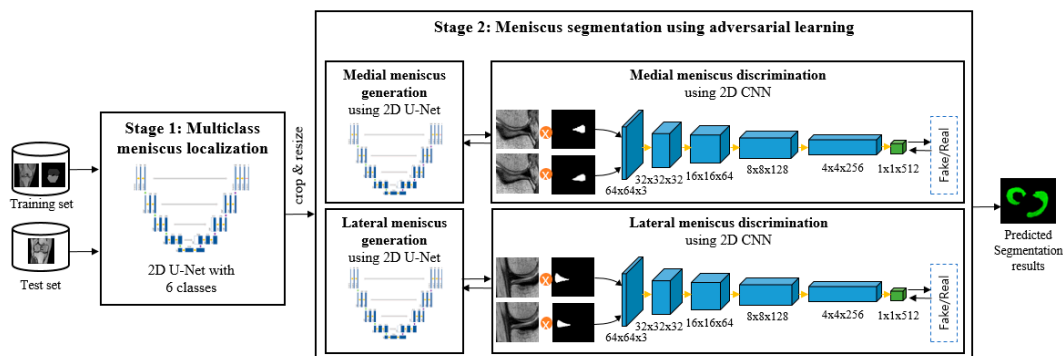 Stage 2: Meniscus segmentation using adversarial learning
Stage 1: Multiclass
meniscus localization
2D U-Net with
6 classes
Training set
Test set
crop & resize
Medial meniscus
generation
using 2D U-Net
Medial meniscus discrimination
using 2D CNN
X
X
64x64x3
32x32x32
16x16x64
8x8x128
4x4x256
1x1x512
Fake/Real
Lateral meniscus
generation
using 2D U-Net
Lateral meniscus discrimination
using 2D CNN
X
X
64x64x3
32x32x32
16x16x64
8x8x128
4x4x256
1x1x512
Fake/Real
Predicted
Segmentation
results